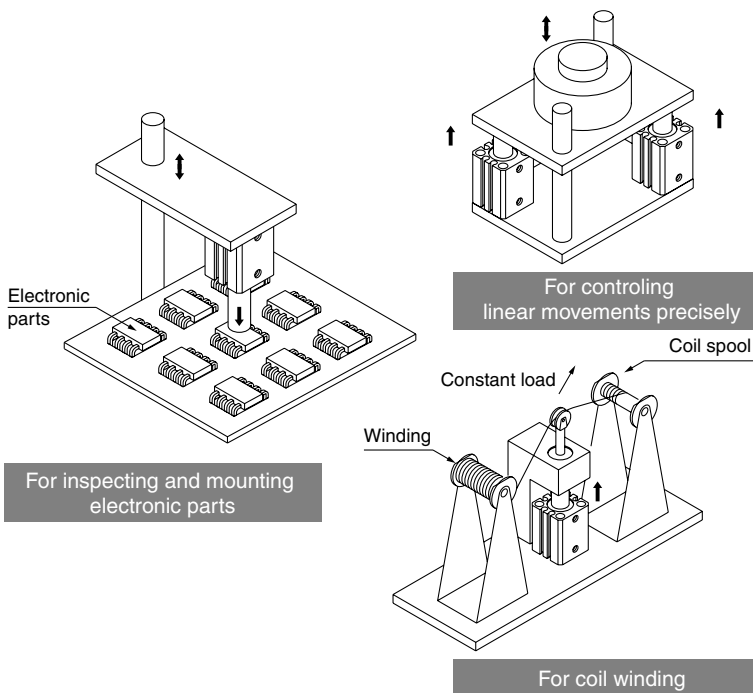 Electronic
parts
For inspecting and mounting
electronic parts
For controling
linear movements precisely
Coil spool
Constant load
Winding
For coil winding